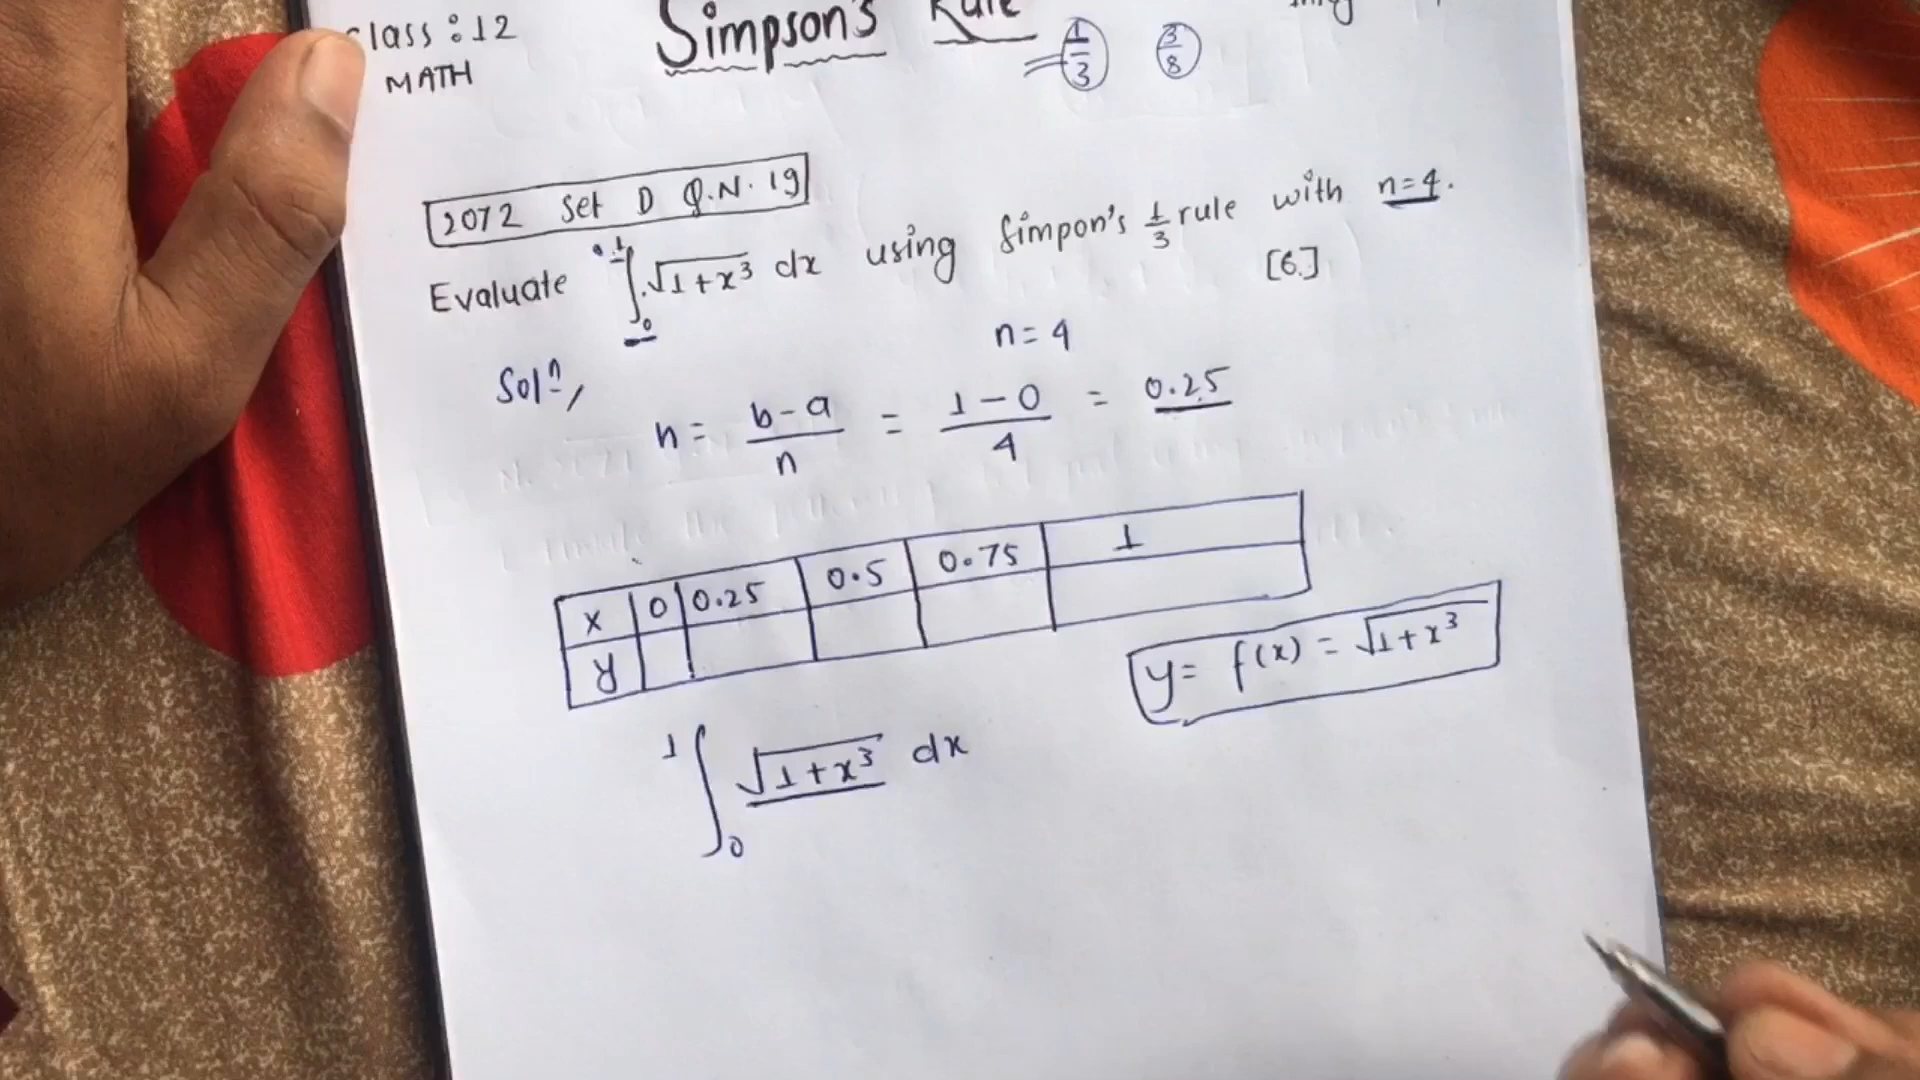 Class : 12
MATH
Simpson's Rule
1/3 3/8
2072 Set D Q.N. 19
Evaluate ∫₀¹ √1+x³ dx using Simpon's 1/3 rule with n=4.
[6]
Solⁿ,
n = 4
h = b-a/n = 1-0/4 = 0.25
x 0 0.25 0.5 0.75 1
y
y = f(x) = √1+x³
∫₀¹ √1+x³ dx